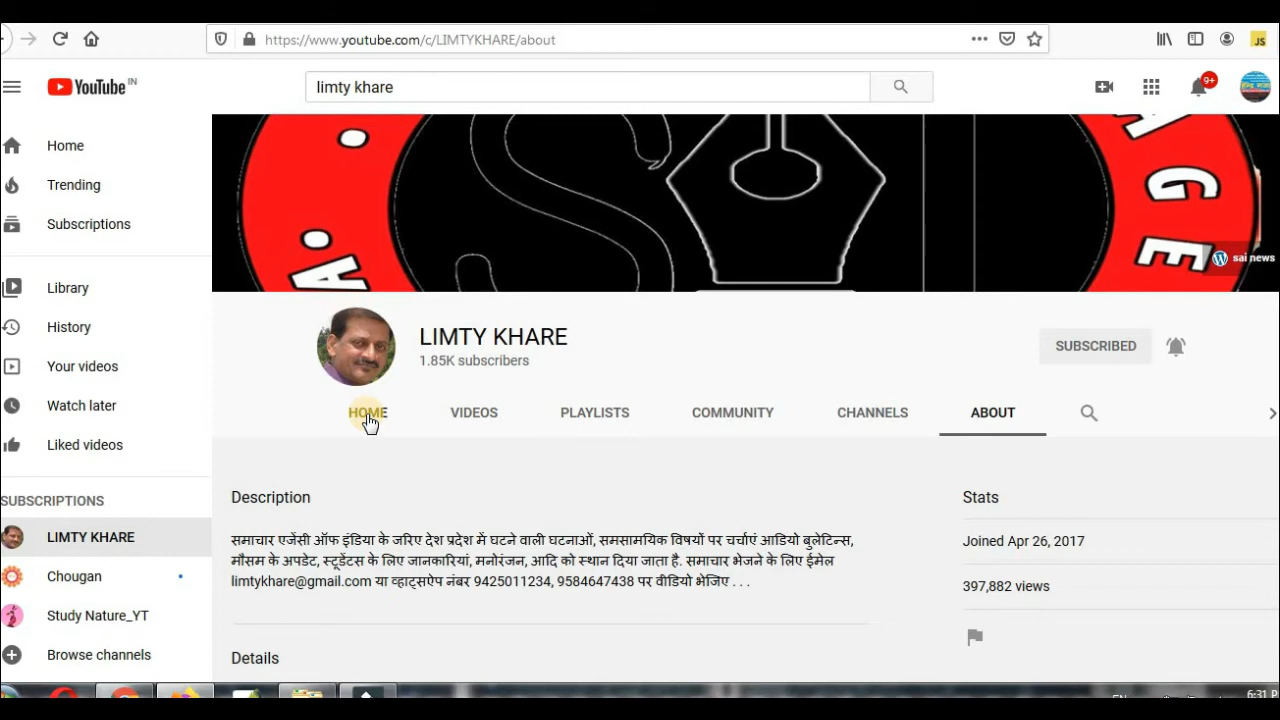 https://www.youtube.com/c/LIMTYKHARE/about
JS
YouTube IN
limty khare
9+
Home
Trending
Subscriptions
Library
History
Your videos
Watch later
Liked videos
SUBSCRIPTIONS
LIMTY KHARE
Chougan
Study Nature_YT
Browse channels
S
A
A G E
sai news
LIMTY KHARE
1.85K subscribers
SUBSCRIBED
HOME VIDEOS PLAYLISTS COMMUNITY CHANNELS ABOUT
Description
समाचार एजेंसी ऑफ इंडिया के जरिए देश प्रदेश में घटने वाली घटनाओं, समसामयिक विषयों पर चर्चाएं आडियो बुलेटिन्स,
मौसम के अपडेट, स्टूडेंटस के लिए जानकारियां, मनोरंजन, आदि को स्थान दिया जाता है. समाचार भेजने के लिए ईमेल
limtykhare@gmail.com या व्हाट्सऐप नंबर 9425011234, 9584647438 पर वीडियो भेजिए . . .
Details
Stats
Joined Apr 26, 2017
397,882 views
6:31 P